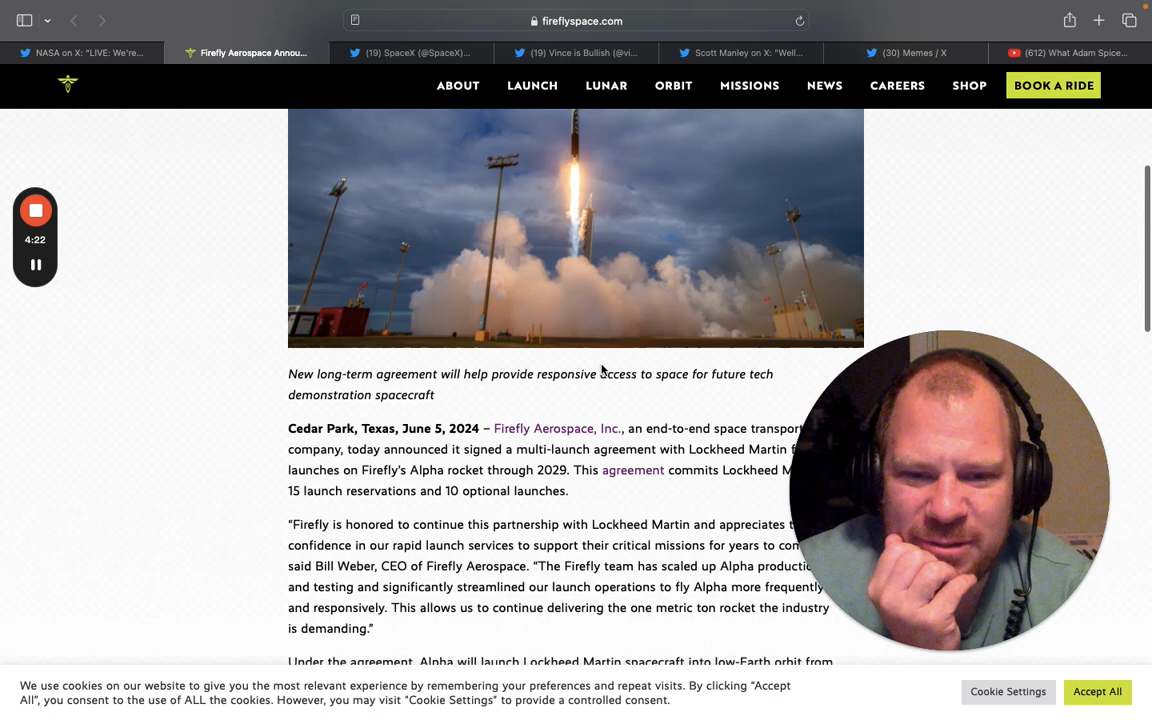 fireflyspace.com
NASA on X: "LIVE: We're...
Firefly Aerospace Annou...
(19) SpaceX (@SpaceX)...
(19) Vince is Bullish (@vi...
Scott Manley on X: "Well...
(30) Memes / X
(612) What Adam Spice...
ABOUT
LAUNCH
LUNAR
ORBIT
MISSIONS
NEWS
CAREERS
SHOP
BOOK A RIDE
4:22
New long-term agreement will help provide responsive access to space for future tech
demonstration spacecraft
Cedar Park, Texas, June 5, 2024 – Firefly Aerospace, Inc., an end-to-end space transport
company, today announced it signed a multi-launch agreement with Lockheed Martin
launches on Firefly's Alpha rocket through 2029. This agreement commits Lockheed
15 launch reservations and 10 optional launches.
“Firefly is honored to continue this partnership with Lockheed Martin and appreciates
confidence in our rapid launch services to support their critical missions for years to
said Bill Weber, CEO of Firefly Aerospace. “The Firefly team has scaled up Alpha
and testing and significantly streamlined our launch operations to fly Alpha more frequently
and responsively. This allows us to continue delivering the one metric ton rocket the industry
is demanding.”
Under the agreement, Alpha will launch Lockheed Martin spacecraft into low-Earth orbit from
We use cookies on our website to give you the most relevant experience by remembering your preferences and repeat visits. By clicking “Accept
All”, you consent to the use of ALL the cookies. However, you may visit "Cookie Settings" to provide a controlled consent.
Cookie Settings
Accept All